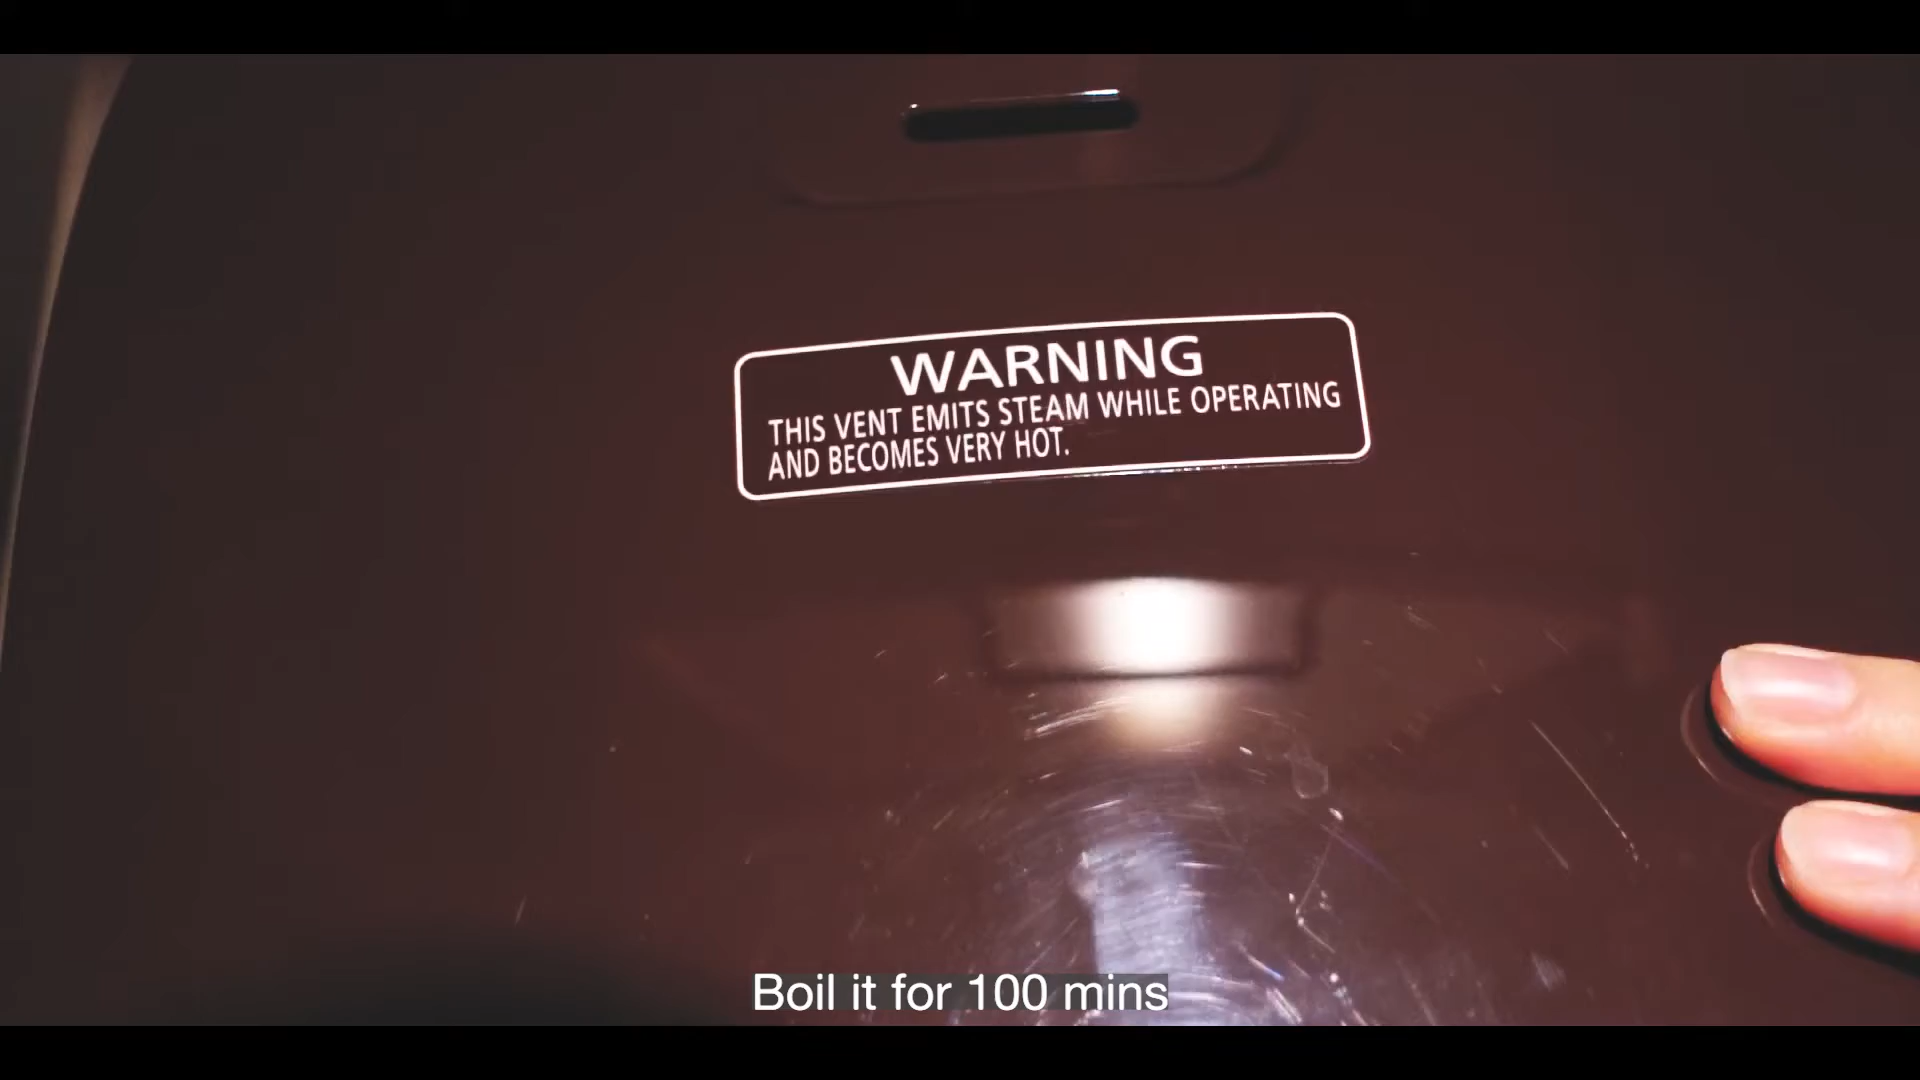 WARNING
THIS VENT EMITS STEAM WHILE OPERATING
AND BECOMES VERY HOT.
Boil it for 100 mins